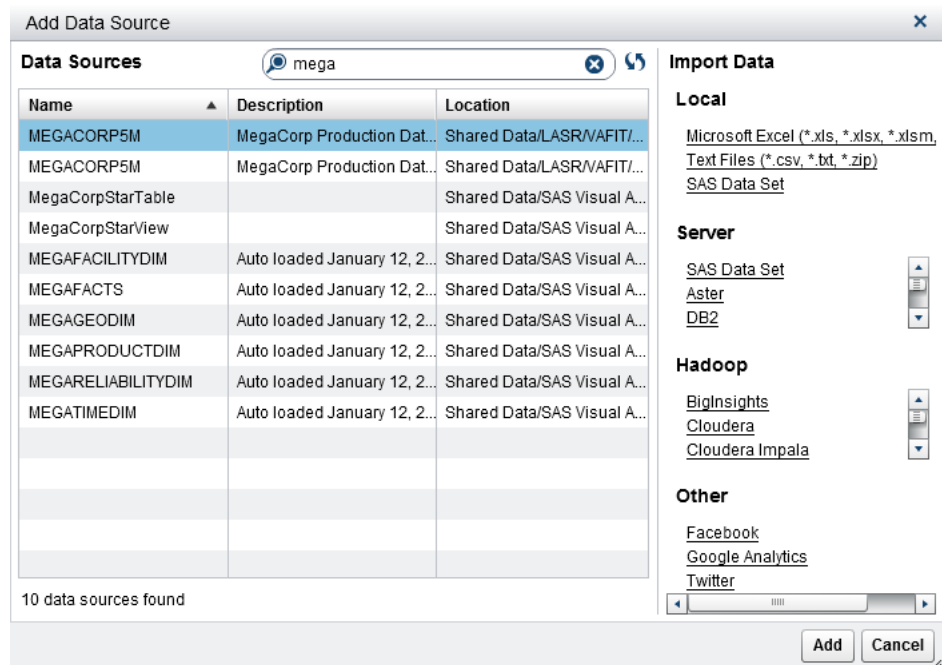 Add Data Source
Data Sources
mega
Name Description Location
MEGACORP5M MegaCorp Production Dat... Shared Data/LASR/VAFIT/...
MEGACORP5M MegaCorp Production Dat... Shared Data/LASR/VAFIT/...
MegaCorpStarTable Shared Data/SAS Visual A...
MegaCorpStarView Shared Data/SAS Visual A...
MEGAFACILITYDIM Auto loaded January 12, 2... Shared Data/SAS Visual A...
MEGAFACTS Auto loaded January 12, 2... Shared Data/SAS Visual A...
MEGAGEODIM Auto loaded January 12, 2... Shared Data/SAS Visual A...
MEGAPRODUCTDIM Auto loaded January 12, 2... Shared Data/SAS Visual A...
MEGARELIABILITYDIM Auto loaded January 12, 2... Shared Data/SAS Visual A...
MEGATIMEDIM Auto loaded January 12, 2... Shared Data/SAS Visual A...
10 data sources found
Import Data
Local
Microsoft Excel (*.xls, *.xlsx, *.xlsm,
Text Files (*.csv, *.txt, *.zip)
SAS Data Set
Server
SAS Data Set
Aster
DB2
Hadoop
BigInsights
Cloudera
Cloudera Impala
Other
Facebook
Google Analytics
Twitter
Add Cancel